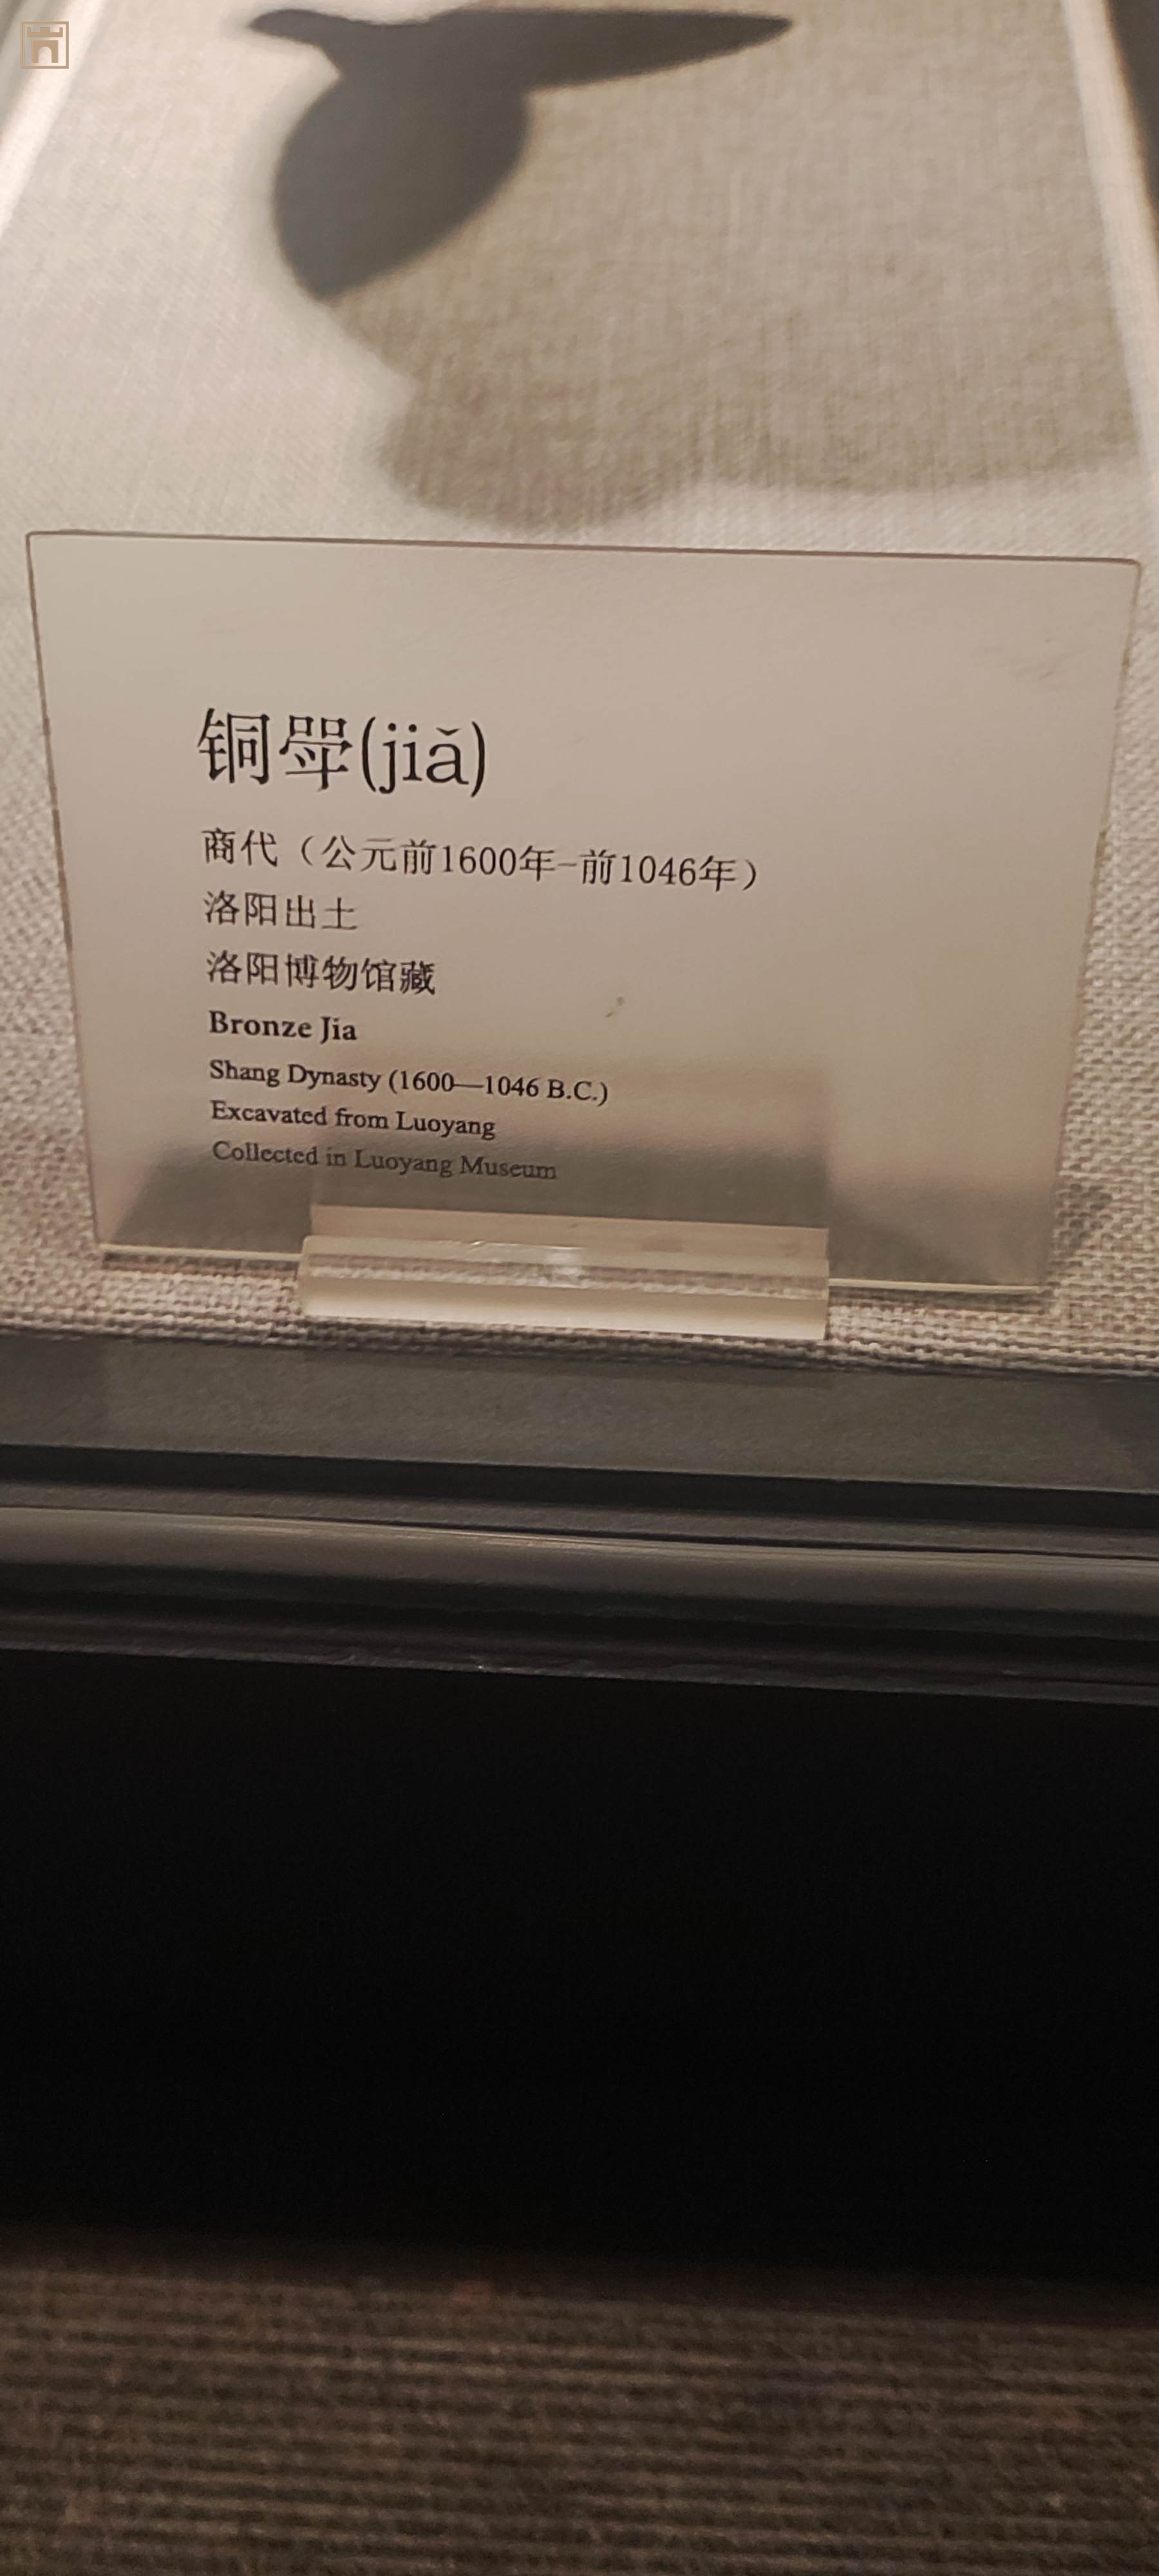 铜斝(jiǎ)
商代（公元前1600年-前1046年）
洛阳出土
洛阳博物馆藏
Bronze Jia
Shang Dynasty (1600—1046 B.C.)
Excavated from Luoyang
Collected in Luoyang Museum